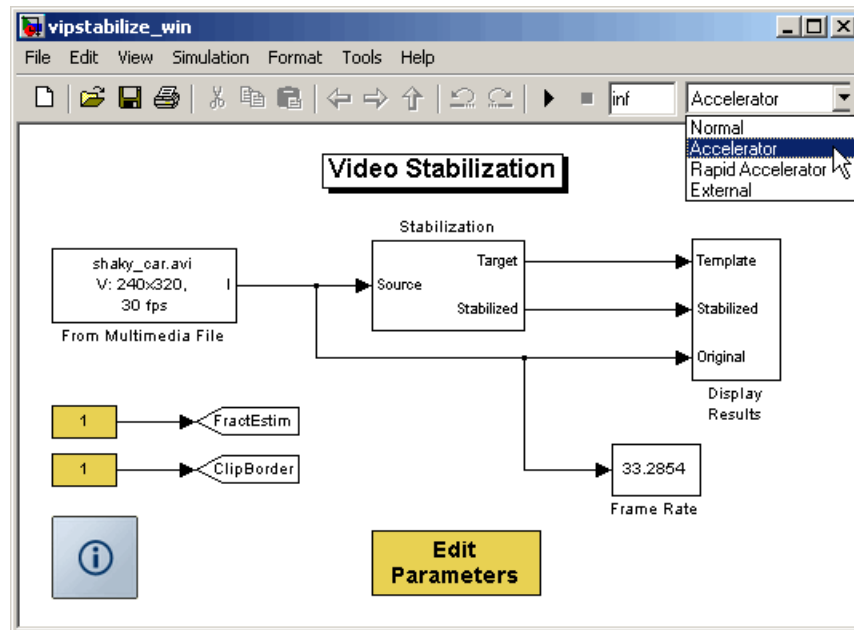 vipstabilize_win
File Edit View Simulation Format Tools Help
inf
Accelerator
Normal
Accelerator
Rapid Accelerator
External
Video Stabilization
Stabilization
shaky_car.avi
V: 240x320,
30 fps
I
From Multimedia File
Source
Target
Stabilized
Template
Stabilized
Original
Display
Results
1
FractEstim
1
ClipBorder
33.2854
Frame Rate
Edit
Parameters